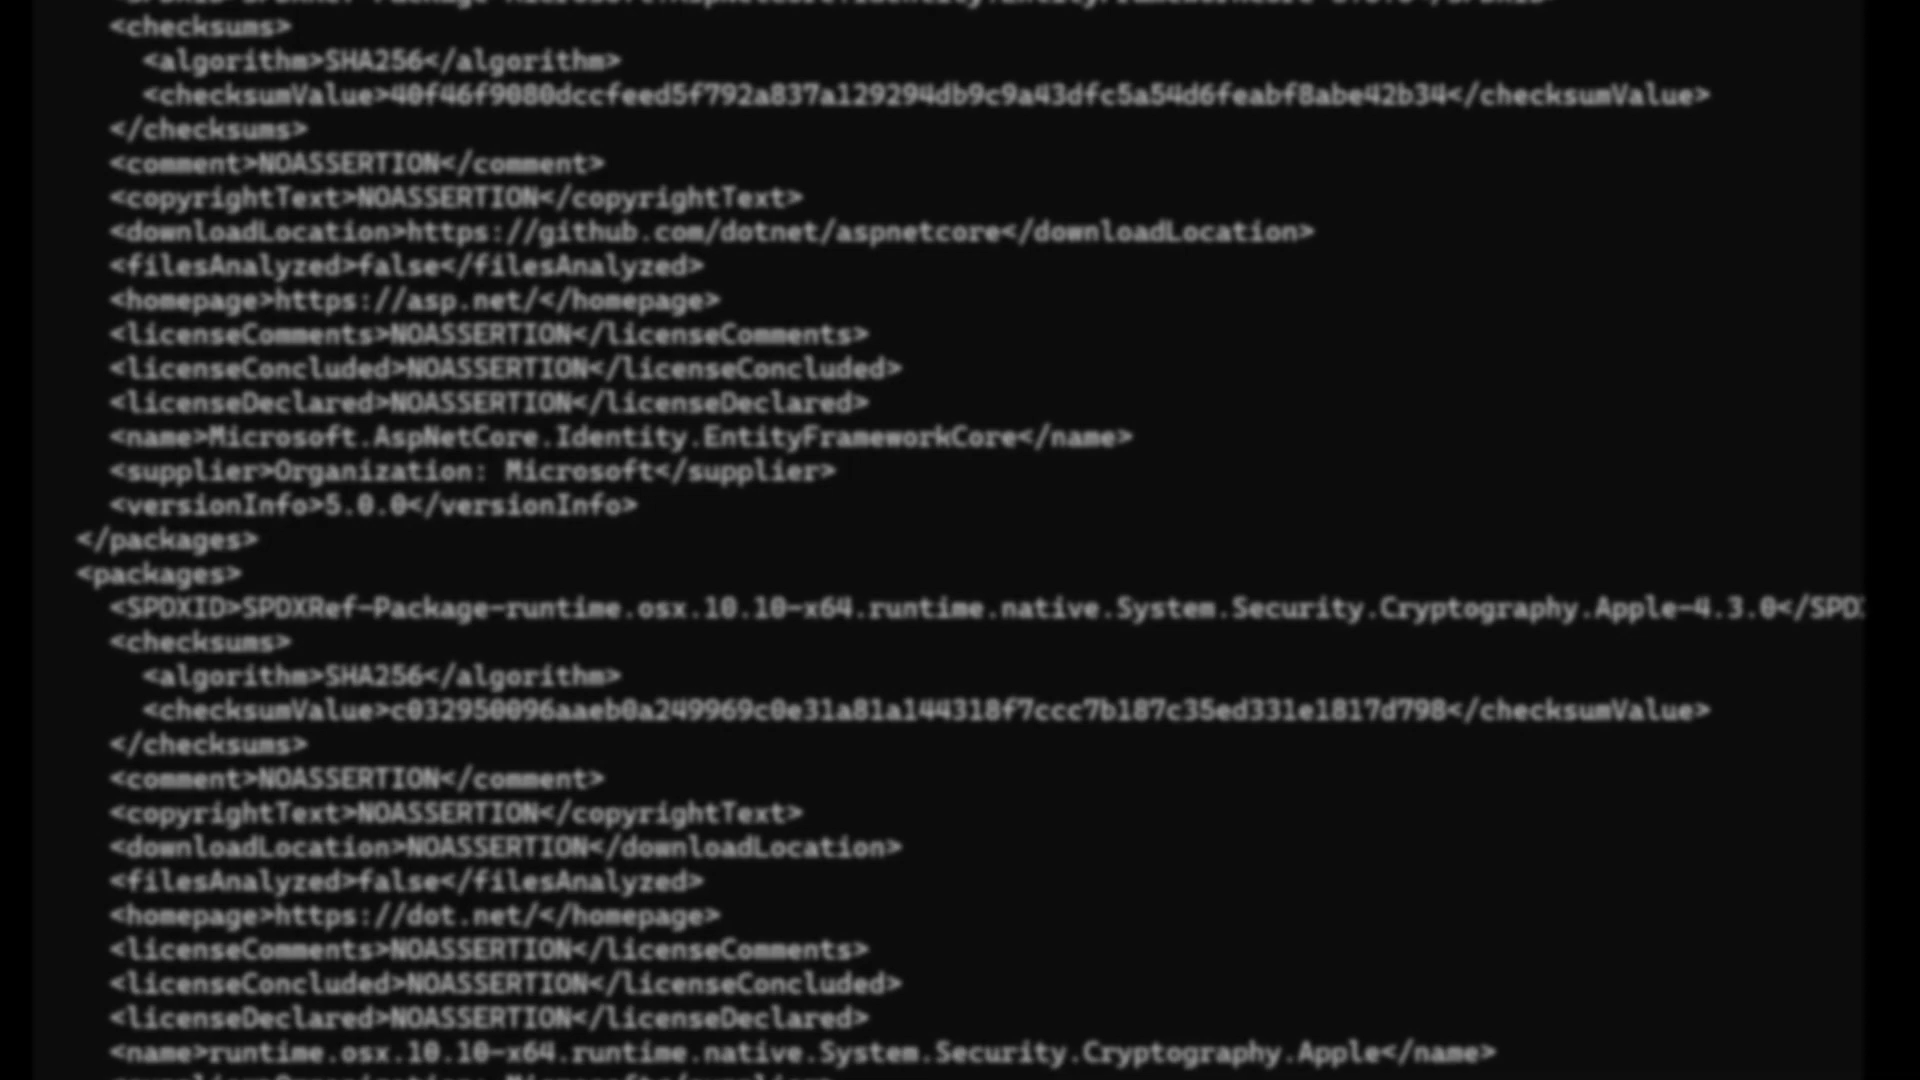 <checksums>
<algorithm>SHA256</algorithm>
<checksumValue>40f46f9080dccfeed5f792a837a129294db9c9a43dfc5a54d6feabf8abe42b34</checksumValue>
</checksums>
<comment>NOASSERTION</comment>
<copyrightText>NOASSERTION</copyrightText>
<downloadLocation>https://github.com/dotnet/aspnetcore</downloadLocation>
<filesAnalyzed>false</filesAnalyzed>
<homepage>https://asp.net/</homepage>
<licenseComments>NOASSERTION</licenseComments>
<licenseConcluded>NOASSERTION</licenseConcluded>
<licenseDeclared>NOASSERTION</licenseDeclared>
<name>Microsoft.AspNetCore.Identity.EntityFrameworkCore</name>
<supplier>Organization: Microsoft</supplier>
<versionInfo>5.0.0</versionInfo>
</packages>
<packages>
<SPDXID>SPDXRef-Package-runtime.osx.10.10-x64.runtime.native.System.Security.Cryptography.Apple-4.3.0</SPD
<checksums>
<algorithm>SHA256</algorithm>
<checksumValue>c032950096aaeb0a249969c0e31a81a144318f7ccc7b187c35ed331e1817d798</checksumValue>
</checksums>
<comment>NOASSERTION</comment>
<copyrightText>NOASSERTION</copyrightText>
<downloadLocation>NOASSERTION</downloadLocation>
<filesAnalyzed>false</filesAnalyzed>
<homepage>https://dot.net/</homepage>
<licenseComments>NOASSERTION</licenseComments>
<licenseConcluded>NOASSERTION</licenseConcluded>
<licenseDeclared>NOASSERTION</licenseDeclared>
<name>runtime.osx.10.10-x64.runtime.native.System.Security.Cryptography.Apple</name>